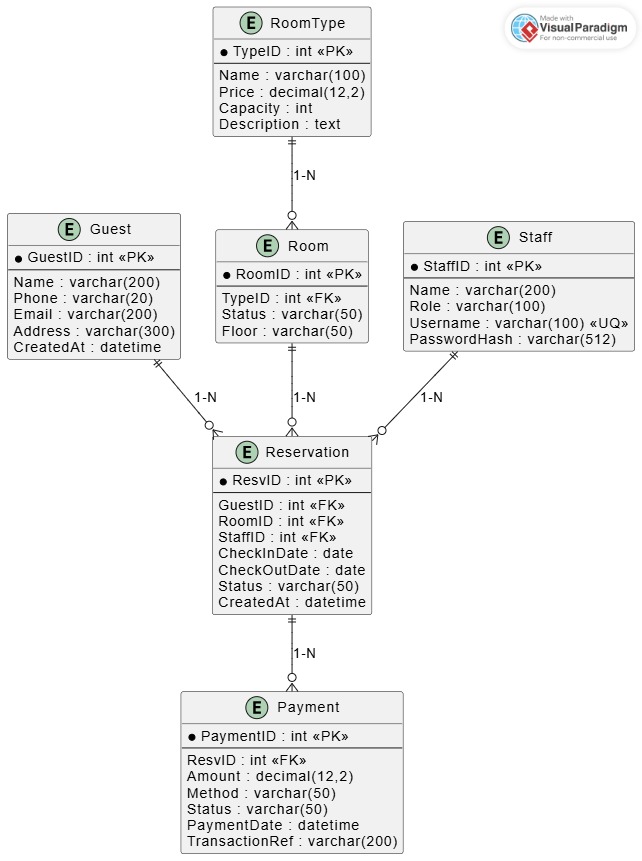 Made with
VisualParadigm
For non-commercial use
E RoomType
TypeID : int «PK»
Name : varchar(100)
Price : decimal(12,2)
Capacity : int
Description : text
1-N
E Guest
GuestID : int «PK»
Name : varchar(200)
Phone : varchar(20)
Email : varchar(200)
Address : varchar(300)
CreatedAt : datetime
E Room
RoomID : int «PK»
TypeID : int «FK»
Status : varchar(50)
Floor : varchar(50)
E Staff
StaffID : int «PK»
Name : varchar(200)
Role : varchar(100)
Username : varchar(100) «UQ»
PasswordHash : varchar(512)
1-N
1-N
1-N
E Reservation
ResvID : int «PK»
GuestID : int «FK»
RoomID : int «FK»
StaffID : int «FK»
CheckInDate : date
CheckOutDate : date
Status : varchar(50)
CreatedAt : datetime
1-N
E Payment
PaymentID : int «PK»
ResvID : int «FK»
Amount : decimal(12,2)
Method : varchar(50)
Status : varchar(50)
PaymentDate : datetime
TransactionRef : varchar(200)